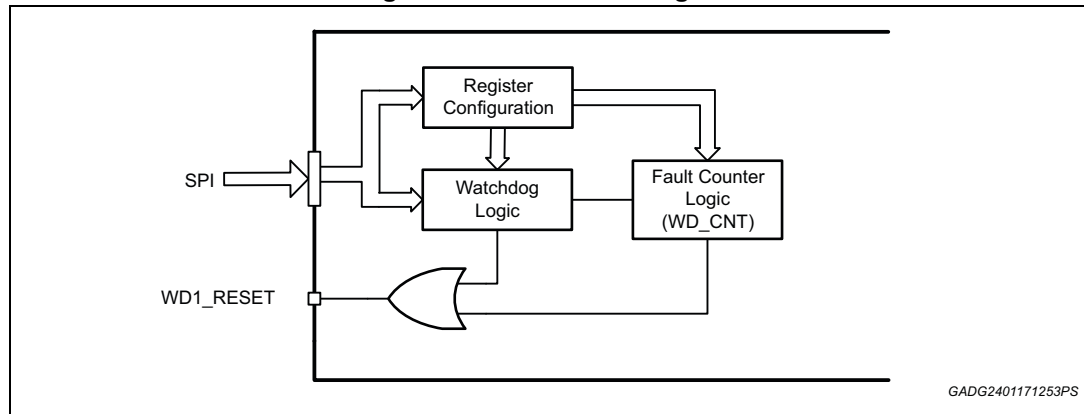 Register
Configuration
SPI
Watchdog
Logic
Fault Counter
Logic
(WD_CNT)
WD1_RESET
GADG2401171253PS